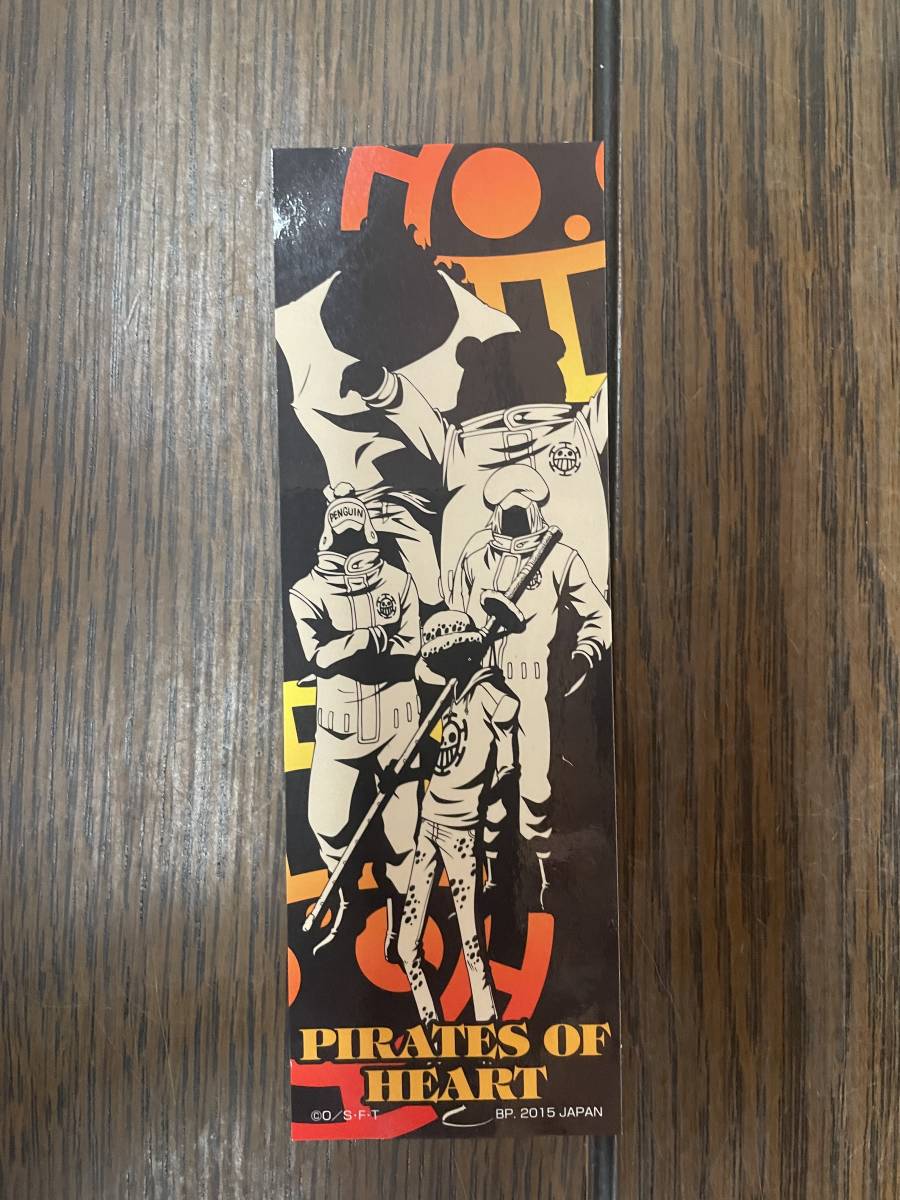 PENGUIN
PIRATES OF
HEART
©O/S・F・T BP. 2015 JAPAN